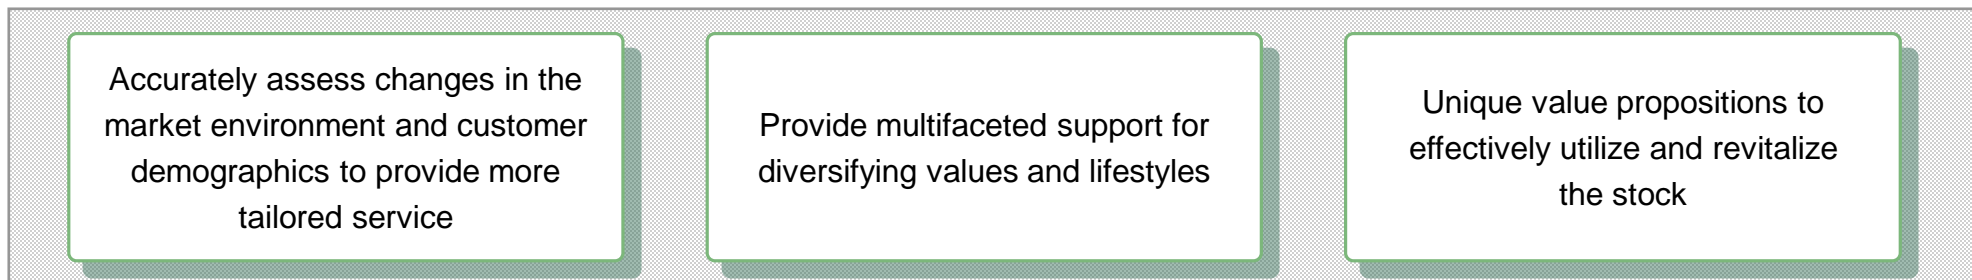 Accurately assess changes in the
market environment and customer
demographics to provide more
tailored service
Provide multifaceted support for
diversifying values and lifestyles
Unique value propositions to
effectively utilize and revitalize
the stock